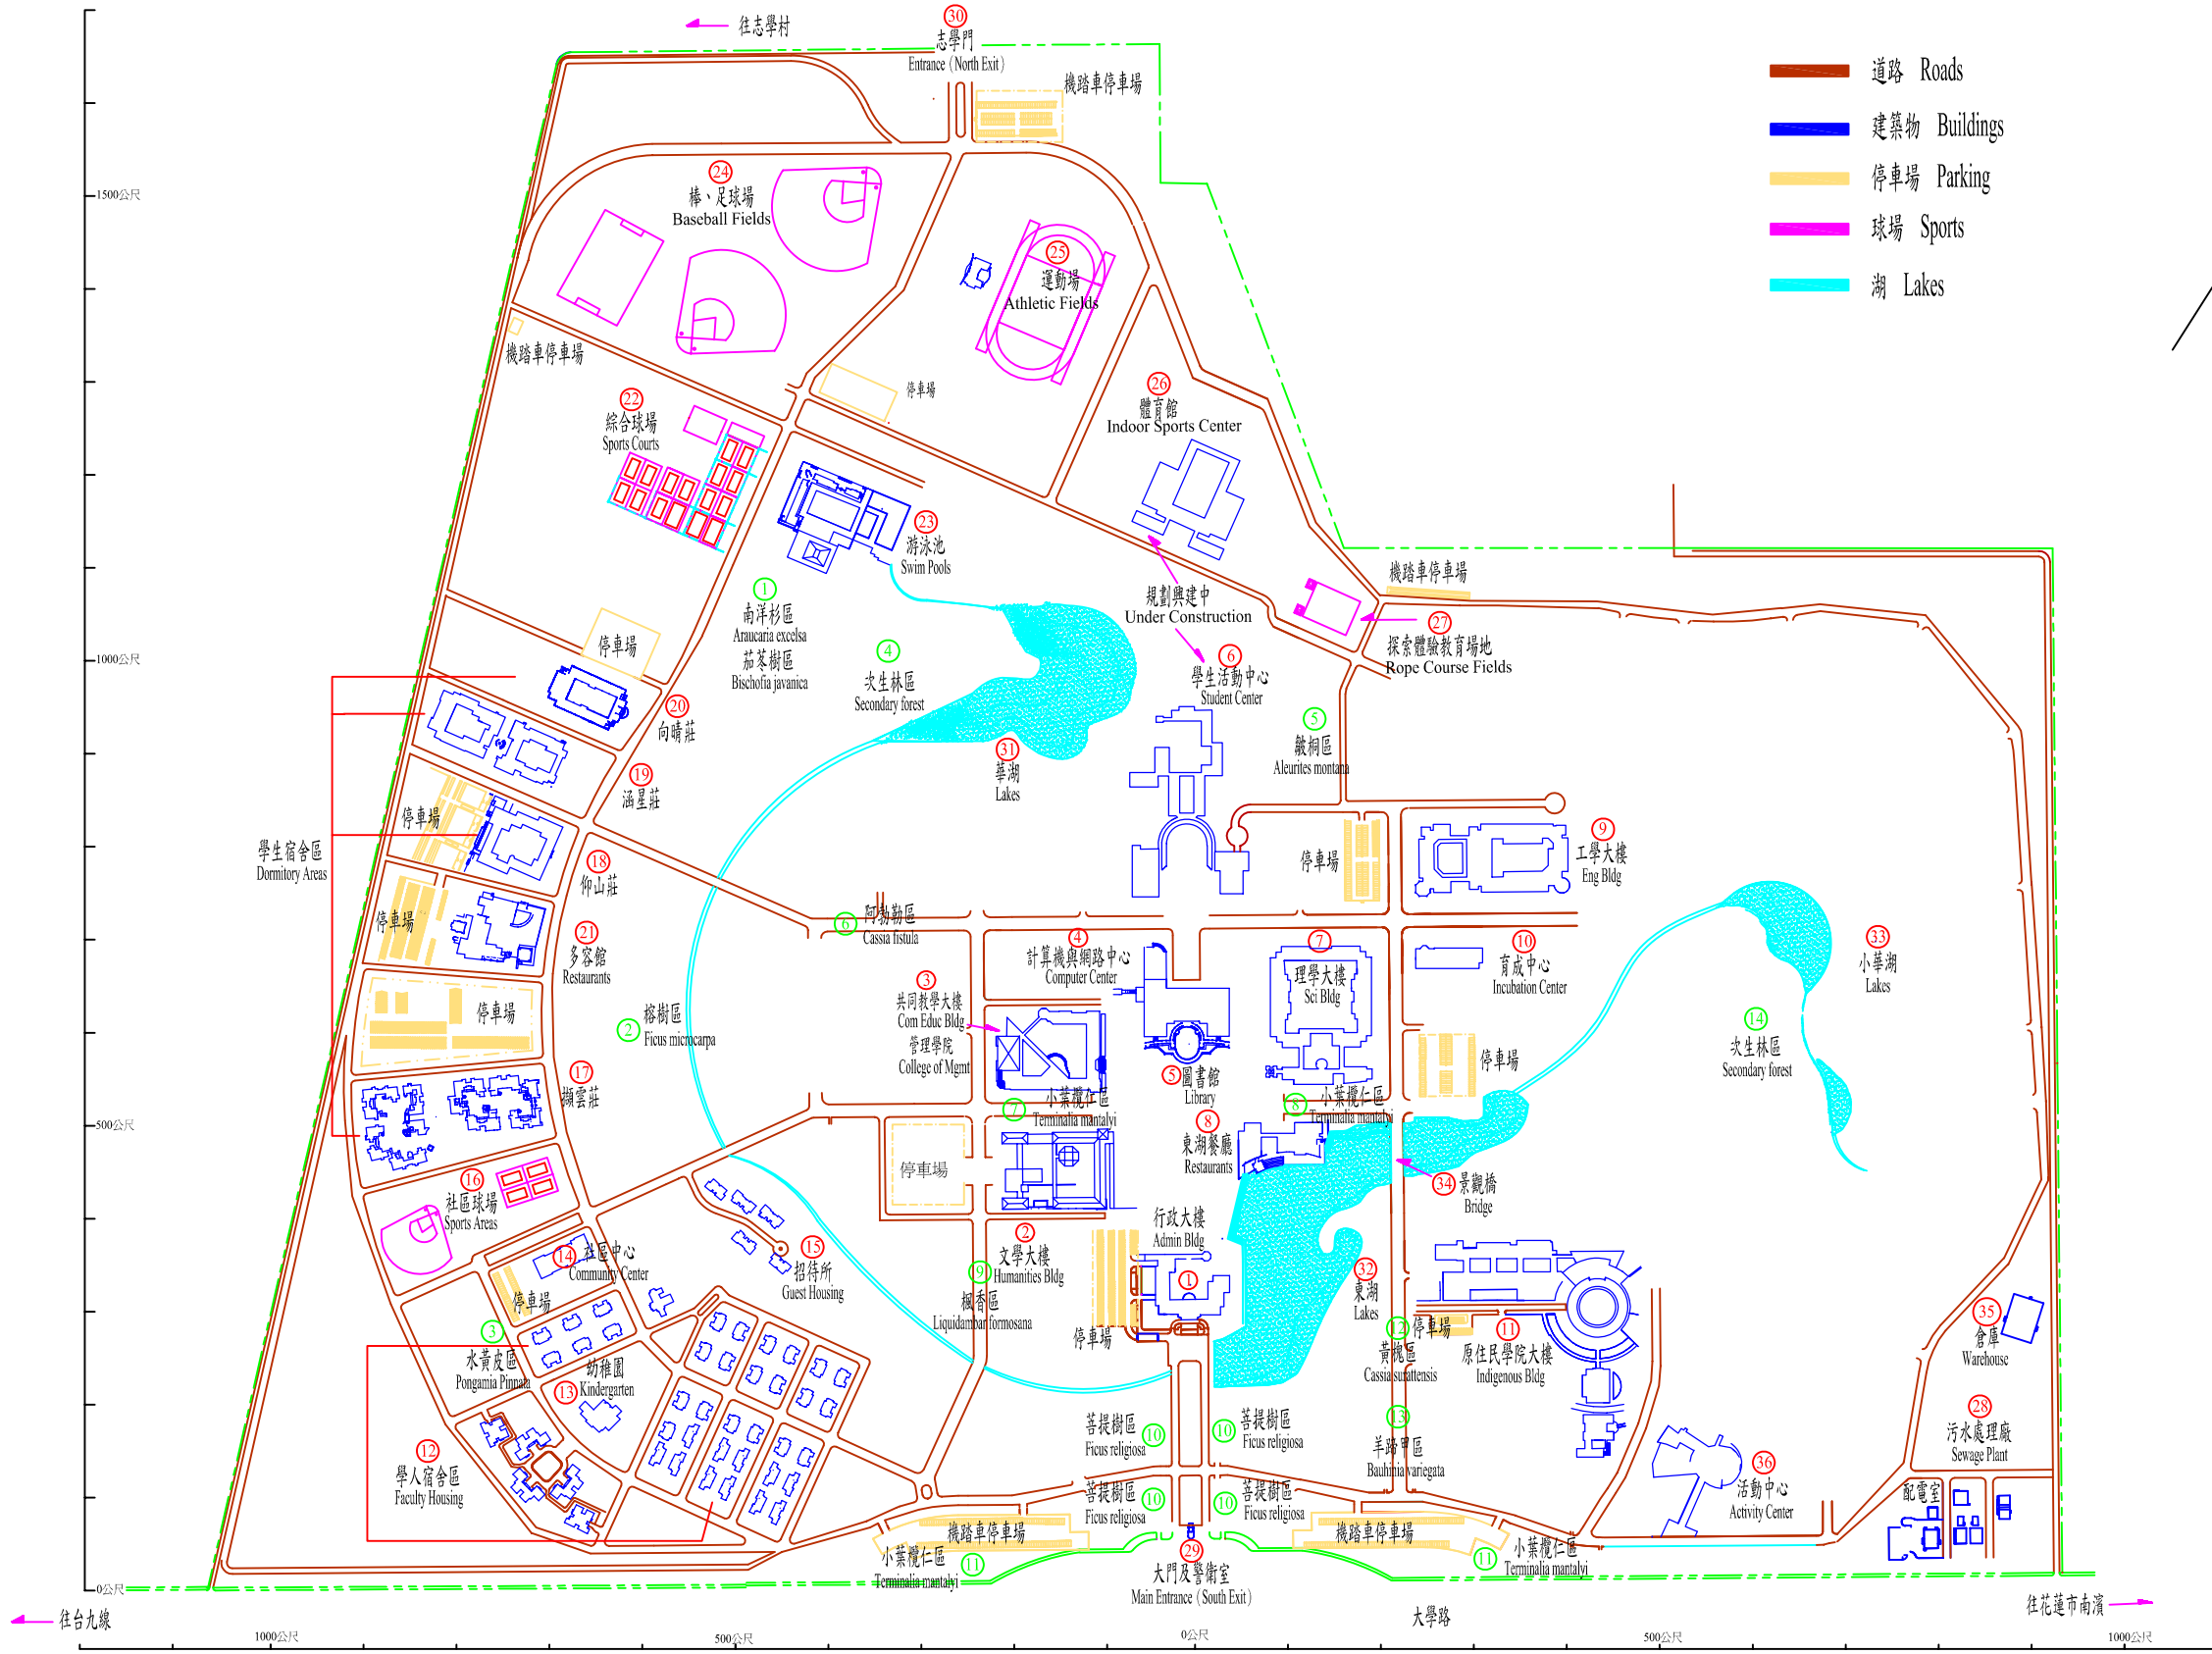 往志學村
30
志學門
Entrance (North Exit)
機踏車停車場
道路 Roads
建築物 Buildings
停車場 Parking
球場 Sports
湖 Lakes
1500公尺
24
棒、足球場
Baseball Fields
25
運動場
Athletic Fields
機踏車停車場
停車場
22
綜合球場
Sports Courts
26
體育館
Indoor Sports Center
23
游泳池
Swim Pools
1
南洋杉區
Araucaria excelsa
茄苳樹區
Bischofia javanica
規劃興建中
Under Construction
機踏車停車場
27
探索體驗教育場地
Rope Course Fields
1000公尺
停車場
4
次生林區
Secondary forest
6
學生活動中心
Student Center
20
向晴莊
5
皺桐區
Aleurites montana
31
華湖
Lakes
19
涵星莊
停車場
學生宿舍區
Dormitory Areas
18
仰山莊
停車場
9
工學大樓
Eng Bldg
停車場
21
多容館
Restaurants
6
阿勃勒區
Cassia fistula
4
計算機與網路中心
Computer Center
7
理學大樓
Sci Bldg
10
育成中心
Incubation Center
33
小華湖
Lakes
停車場
2
榕樹區
Ficus microcarpa
3
共同教學大樓
Com Educ Bldg
管理學院
College of Mgmt
14
次生林區
Secondary forest
停車場
17
擷雲莊
5
圖書館
Library
7
小葉欖仁區
Terminalia mantalyi
8
小葉欖仁區
Terminalia mantalyi
500公尺
8
東湖餐廳
Restaurants
停車場
16
社區球場
Sports Areas
34
景觀橋
Bridge
行政大樓
Admin Bldg
1
2
文學大樓
Humanities Bldg
14
社區中心
Community Center
15
招待所
Guest Housing
9
楓香區
Liquidambar formosana
32
東湖
Lakes
停車場
停車場
3
水黃皮區
Pongamia Pinnata
12
停車場
黃槐區
Cassia surattensis
11
原住民學院大樓
Indigenous Bldg
35
倉庫
Warehouse
幼稚園
13
Kindergarten
10
菩提樹區
Ficus religiosa
10
菩提樹區
Ficus religiosa
13
羊蹄甲區
Bauhinia variegata
28
污水處理廠
Sewage Plant
12
學人宿舍區
Faculty Housing
36
活動中心
Activity Center
配電室
10
菩提樹區
Ficus religiosa
10
菩提樹區
Ficus religiosa
機踏車停車場
機踏車停車場
11
小葉欖仁區
Terminalia mantalyi
29
大門及警衛室
Main Entrance (South Exit)
11
小葉欖仁區
Terminalia mantalyi
0公尺
往台九線
大學路
往花蓮市南濱
1000公尺
500公尺
0公尺
500公尺
1000公尺